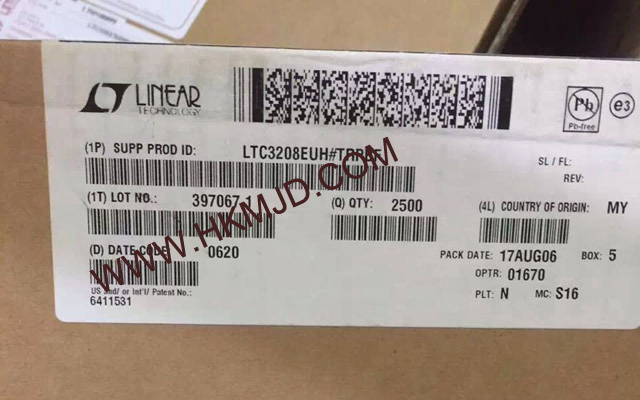 LINEAR
TECHNOLOGY
Pb
Pb-free
e3
(1P) SUPP PROD ID: LTC3208EUH#TRPBF
SL / FL:
REV:
(1T) LOT NO.: 397067
(Q) QTY: 2500
(4L) COUNTRY OF ORIGIN: MY
(D) DATE CODE: 0620
PACK DATE: 17AUG06 BOX: 5
OPTR: 01670
PLT: N MC: S16
US and/ or Int'l/ Patent No.:
6411531
WWW.HKMJD.COM